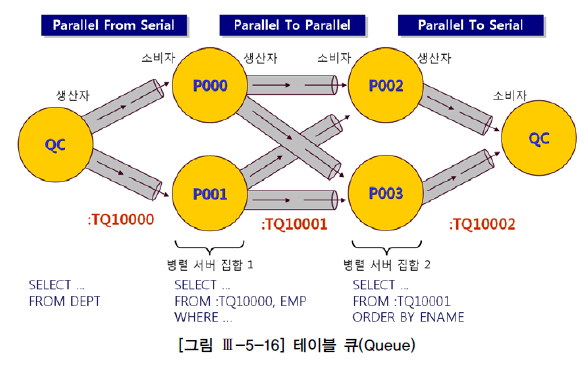 Parallel From Serial
Parallel To Parallel
Parallel To Serial
소비자
생산자
소비자
생산자
생산자
소비자
QC
P000
P002
QC
P001
P003
:TQ10000
:TQ10001
:TQ10002
병렬 서버 집합 1
병렬 서버 집합 2
SELECT ...
FROM DEPT
SELECT ...
FROM :TQ10000, EMP
WHERE ...
SELECT ...
FROM :TQ10001
ORDER BY ENAME
[그림 Ⅲ-5-16] 테이블 큐(Queue)